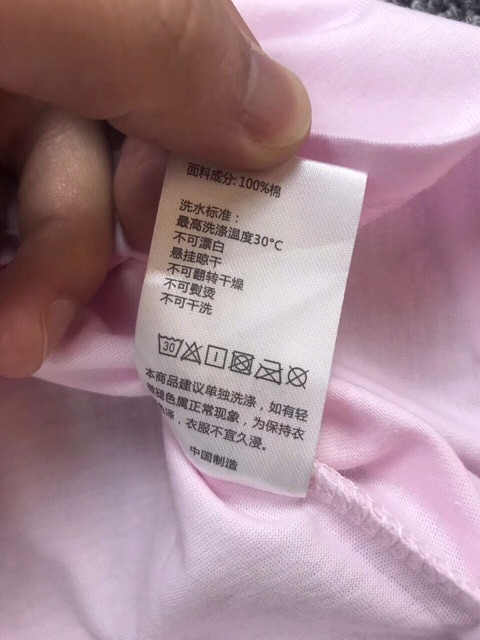 面料成分:100%棉
洗水标准：
最高洗涤温度30°C
不可漂白
悬挂晾干
不可翻转干燥
不可熨烫
不可干洗
30
本商品建议单独洗涤，如有轻
褪色属正常现象，为保持衣
泽，衣服不宜久浸。
中国制造